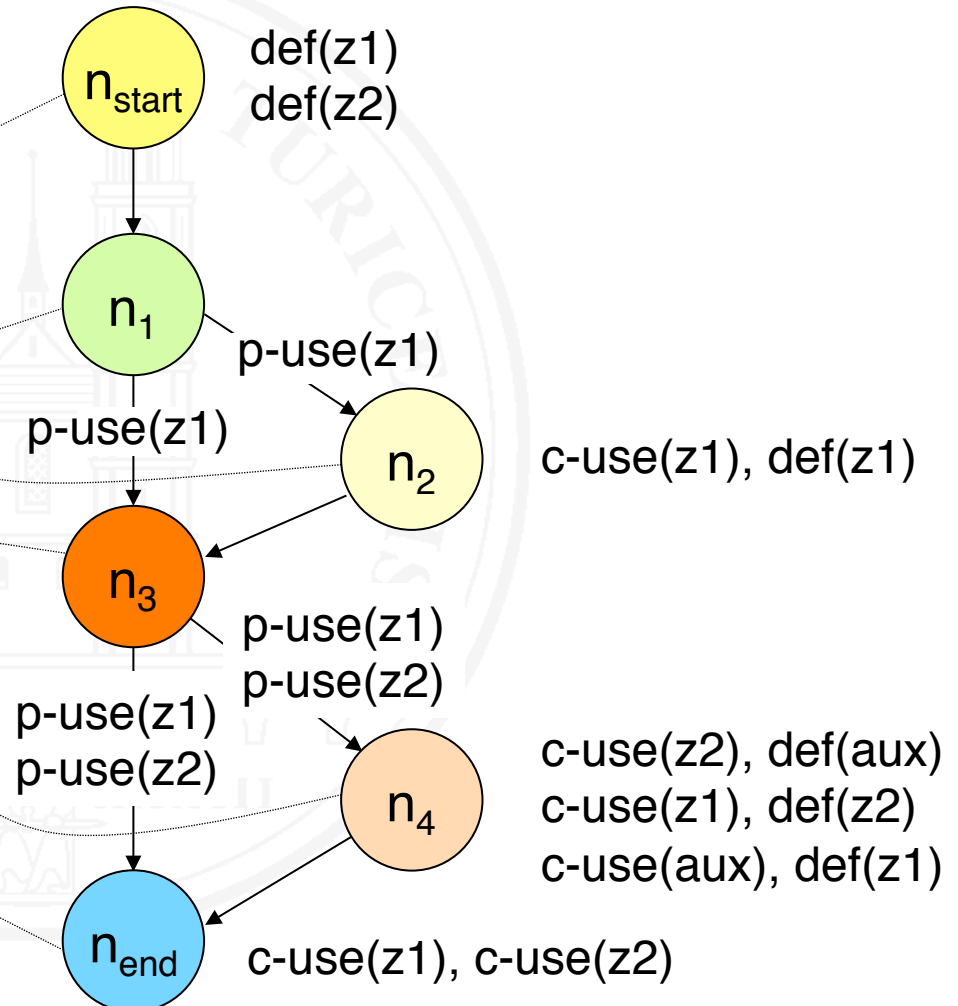 n_start
def(z1)
def(z2)
n_1
p-use(z1)
p-use(z1)
n_2
c-use(z1), def(z1)
n_3
p-use(z1)
p-use(z2)
p-use(z1)
p-use(z2)
n_4
c-use(z2), def(aux)
c-use(z1), def(z2)
c-use(aux), def(z1)
n_end
c-use(z1), c-use(z2)
TURICE